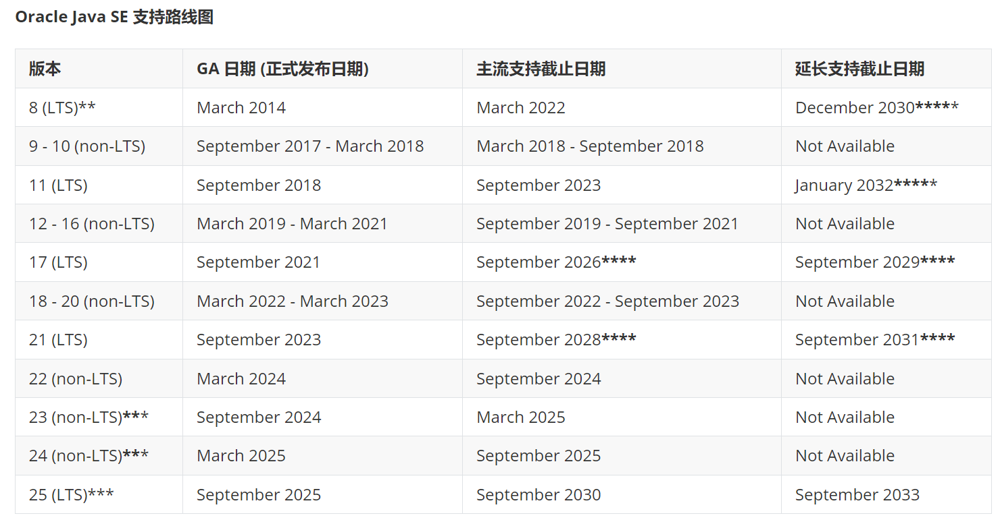 Oracle Java SE 支持路线图
版本 GA 日期 (正式发布日期) 主流支持截止日期 延长支持截止日期
8 (LTS)** March 2014 March 2022 December 2030*****
9 - 10 (non-LTS) September 2017 - March 2018 March 2018 - September 2018 Not Available
11 (LTS) September 2018 September 2023 January 2032*****
12 - 16 (non-LTS) March 2019 - March 2021 September 2019 - September 2021 Not Available
17 (LTS) September 2021 September 2026**** September 2029****
18 - 20 (non-LTS) March 2022 - March 2023 September 2022 - September 2023 Not Available
21 (LTS) September 2023 September 2028**** September 2031****
22 (non-LTS) March 2024 September 2024 Not Available
23 (non-LTS)*** September 2024 March 2025 Not Available
24 (non-LTS)*** March 2025 September 2025 Not Available
25 (LTS)*** September 2025 September 2030 September 2033